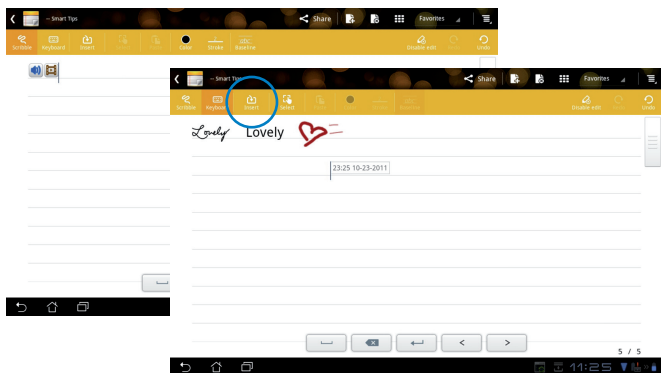 – Smart Tips Share Favorites
Scribble Keyboard Insert Color Stroke abc Baseline Disable edit Undo
– Smart Tips Share Favorites
Scribble Keyboard Insert Select Disable edit Undo
Lovely Lovely
23:25 10-23-2011
5 / 5
11:25